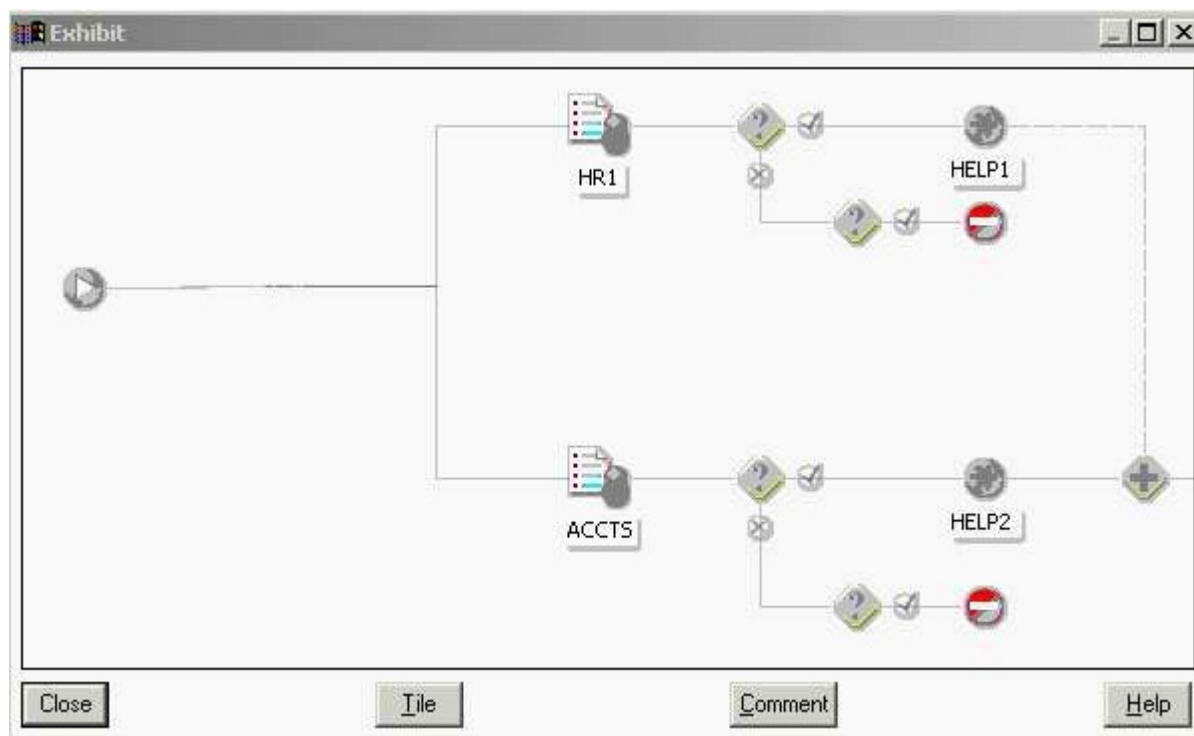 Exhibit
HR1
HELP1
ACCTS
HELP2
Close
Tile
Comment
Help